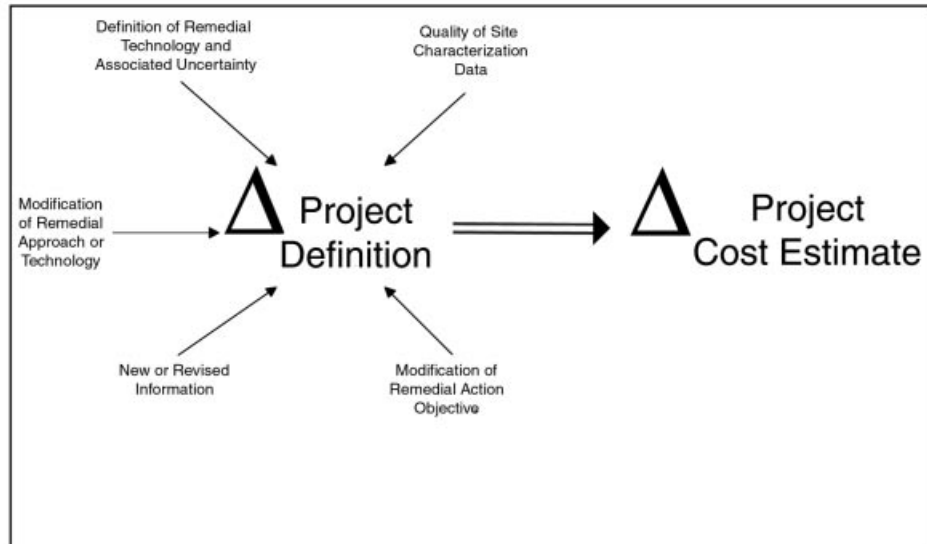 Definition of Remedial
Technology and
Associated Uncertainty
Quality of Site
Characterization
Data
Modification
of Remedial
Approach or
Technology
Δ Project
Definition
Δ Project
Cost Estimate
New or Revised
Information
Modification of
Remedial Action
Objective